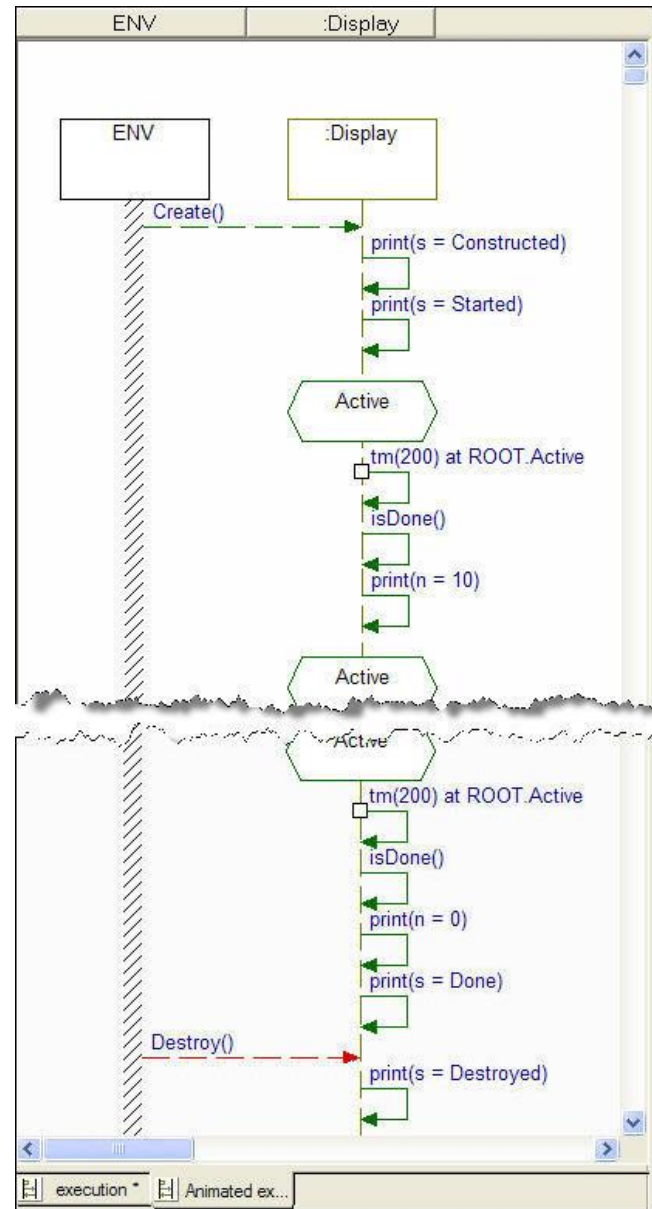 ENV :Display
ENV :Display
Create()
print(s = Constructed)
print(s = Started)
Active
tm(200) at ROOT.Active
isDone()
print(n = 10)
Active
Active
tm(200) at ROOT.Active
isDone()
print(n = 0)
print(s = Done)
Destroy()
print(s = Destroyed)
execution * Animated ex...